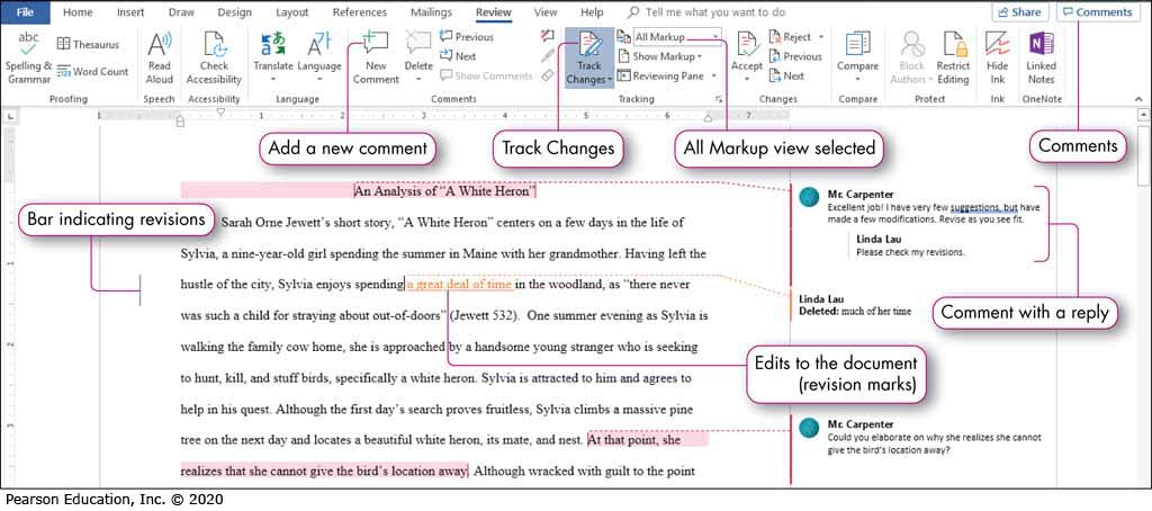 File Home Insert Draw Design Layout References Mailings Review View Help Tell me what you want to do Share Comments
abc
Spelling & Grammar
Thesaurus
Word Count
Proofing
Read Aloud
Speech
Check Accessibility
Accessibility
Translate
Language
Language
New Comment
Delete
Previous
Next
Show Comments
Comments
Track Changes
All Markup
Show Markup
Reviewing Pane
Tracking
Accept
Reject
Previous
Next
Changes
Compare
Compare
Block Authors
Restrict Editing
Protect
Hide Ink
Ink
Linked Notes
OneNote
1 1 2 3 4 5 6 7
Add a new comment
Track Changes
All Markup view selected
Comments
Bar indicating revisions
An Analysis of “A White Heron”
Sarah Orne Jewett’s short story, “A White Heron” centers on a few days in the life of
Sylvia, a nine-year-old girl spending the summer in Maine with her grandmother. Having left the
hustle of the city, Sylvia enjoys spending a great deal of time in the woodland, as “there never
was such a child for straying about out-of-doors” (Jewett 532). One summer evening as Sylvia is
walking the family cow home, she is approached by a handsome young stranger who is seeking
to hunt, kill, and stuff birds, specifically a white heron. Sylvia is attracted to him and agrees to
help in his quest. Although the first day’s search proves fruitless, Sylvia climbs a massive pine
tree on the next day and locates a beautiful white heron, its mate, and nest. At that point, she
realizes that she cannot give the bird’s location away. Although wracked with guilt to the point
Mr. Carpenter
Excellent job! I have very few suggestions, but have
made a few modifications. Revise as you see fit.
Linda Lau
Please check my revisions.
Linda Lau
Deleted: much of her time
Comment with a reply
Edits to the document
(revision marks)
Mr. Carpenter
Could you elaborate on why she realizes she cannot
give the bird’s location away?
Pearson Education, Inc. © 2020